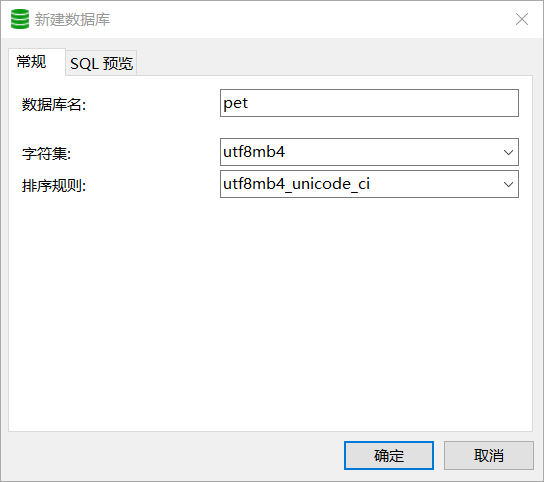 新建数据库
常规 SQL 预览
数据库名: pet
字符集: utf8mb4
排序规则: utf8mb4_unicode_ci
确定 取消